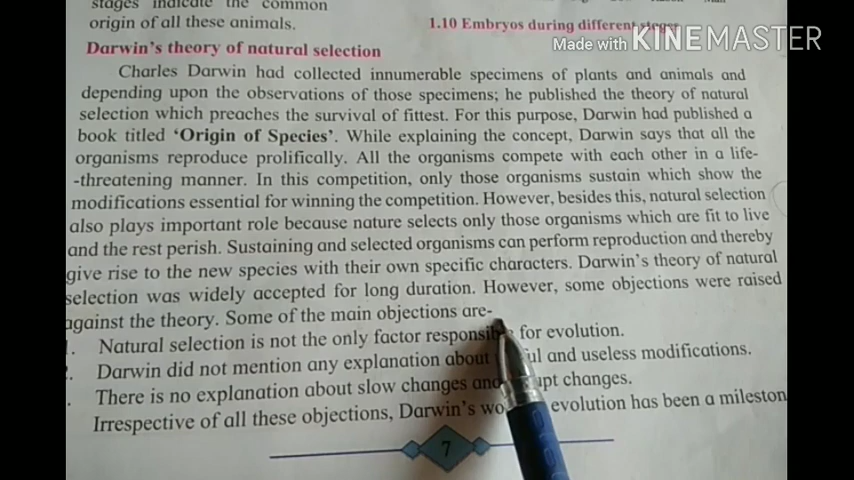 stages indicate the common
origin of all these animals.
1.10 Embryos during different stages
Made with KINEMASTER
Darwin's theory of natural selection
Charles Darwin had collected innumerable specimens of plants and animals and
depending upon the observations of those specimens; he published the theory of natural
selection which preaches the survival of fittest. For this purpose, Darwin had published a
book titled ‘Origin of Species’. While explaining the concept, Darwin says that all the
organisms reproduce prolifically. All the organisms compete with each other in a life-
-threatening manner. In this competition, only those organisms sustain which show the
modifications essential for winning the competition. However, besides this, natural selection
also plays important role because nature selects only those organisms which are fit to live
and the rest perish. Sustaining and selected organisms can perform reproduction and thereby
give rise to the new species with their own specific characters. Darwin's theory of natural
selection was widely accepted for long duration. However, some objections were raised
against the theory. Some of the main objections are-
1. Natural selection is not the only factor responsib for evolution.
2. Darwin did not mention any explanation about ul and useless modifications.
. There is no explanation about slow changes and upt changes.
Irrespective of all these objections, Darwin's wo evolution has been a mileston
7